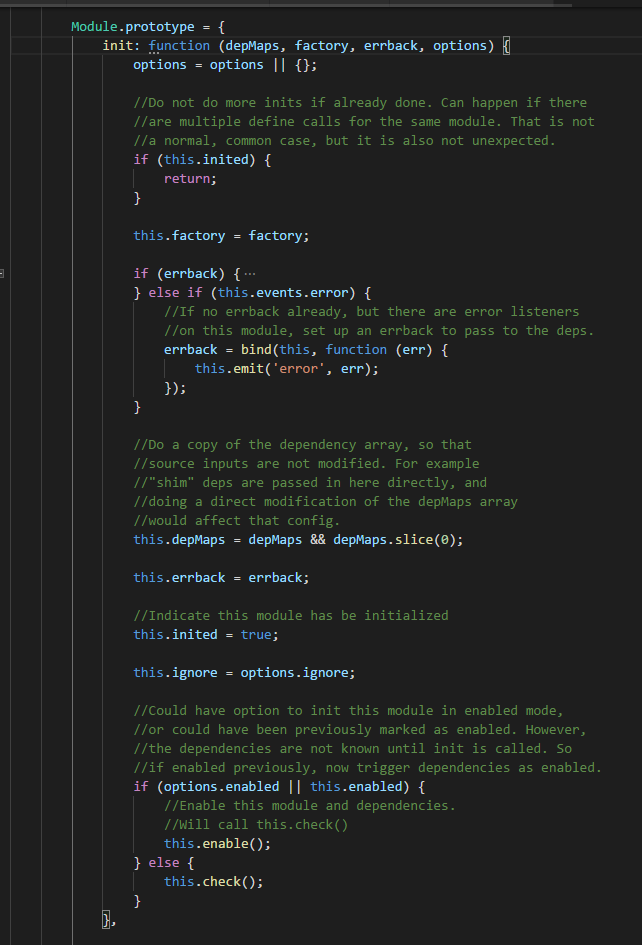 Module.prototype = {
init: function (depMaps, factory, errback, options) {
options = options || {};
//Do not do more inits if already done. Can happen if there
//are multiple define calls for the same module. That is not
//a normal, common case, but it is also not unexpected.
if (this.inited) {
return;
}
this.factory = factory;
if (errback) {···
} else if (this.events.error) {
//If no errback already, but there are error listeners
//on this module, set up an errback to pass to the deps.
errback = bind(this, function (err) {
this.emit('error', err);
});
}
//Do a copy of the dependency array, so that
//source inputs are not modified. For example
//"shim" deps are passed in here directly, and
//doing a direct modification of the depMaps array
//would affect that config.
this.depMaps = depMaps && depMaps.slice(0);
this.errback = errback;
//Indicate this module has be initialized
this.inited = true;
this.ignore = options.ignore;
//Could have option to init this module in enabled mode,
//or could have been previously marked as enabled. However,
//the dependencies are not known until init is called. So
//if enabled previously, now trigger dependencies as enabled.
if (options.enabled || this.enabled) {
//Enable this module and dependencies.
//Will call this.check()
this.enable();
} else {
this.check();
}
},